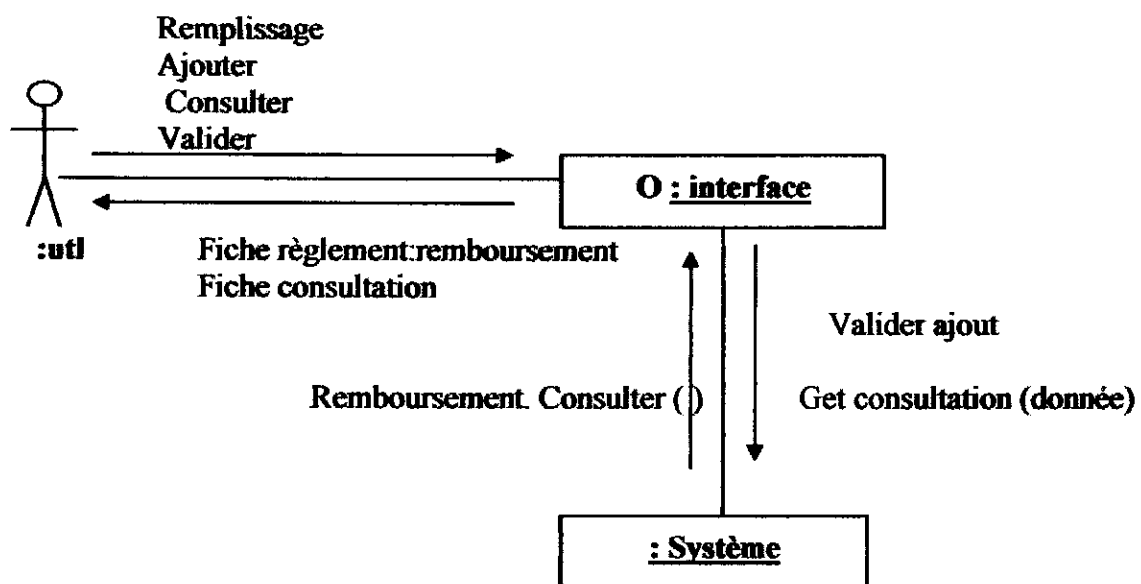 Remplissage
Ajouter
Consulter
Valider
O : interface
:utl
Fiche règlement:remboursement
Fiche consultation
Valider ajout
Remboursement. Consulter ( )
Get consultation (donnée)
: Système